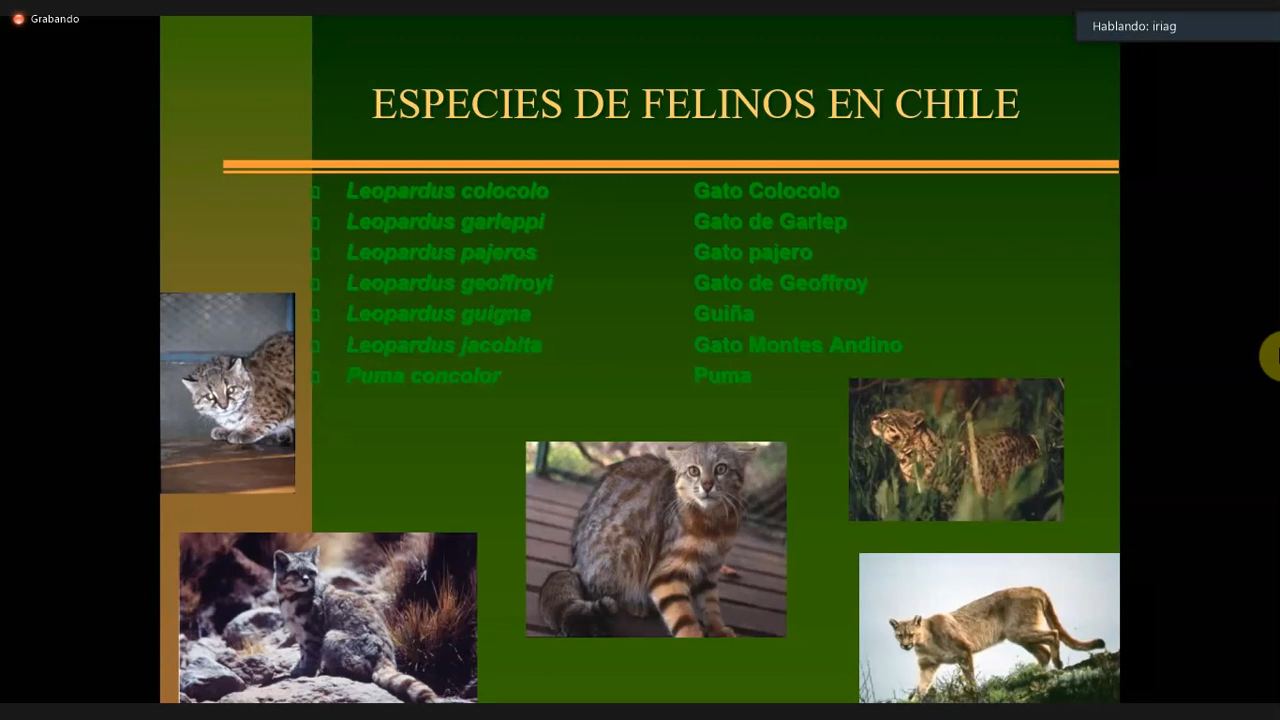 Grabando
Hablando: iriag
ESPECIES DE FELINOS EN CHILE
Leopardus colocolo Gato Colocolo
Leopardus garleppi Gato de Garlep
Leopardus pajeros Gato pajero
Leopardus geoffroyi Gato de Geoffroy
Leopardus guigna Guiña
Leopardus jacobita Gato Montes Andino
Puma concolor Puma